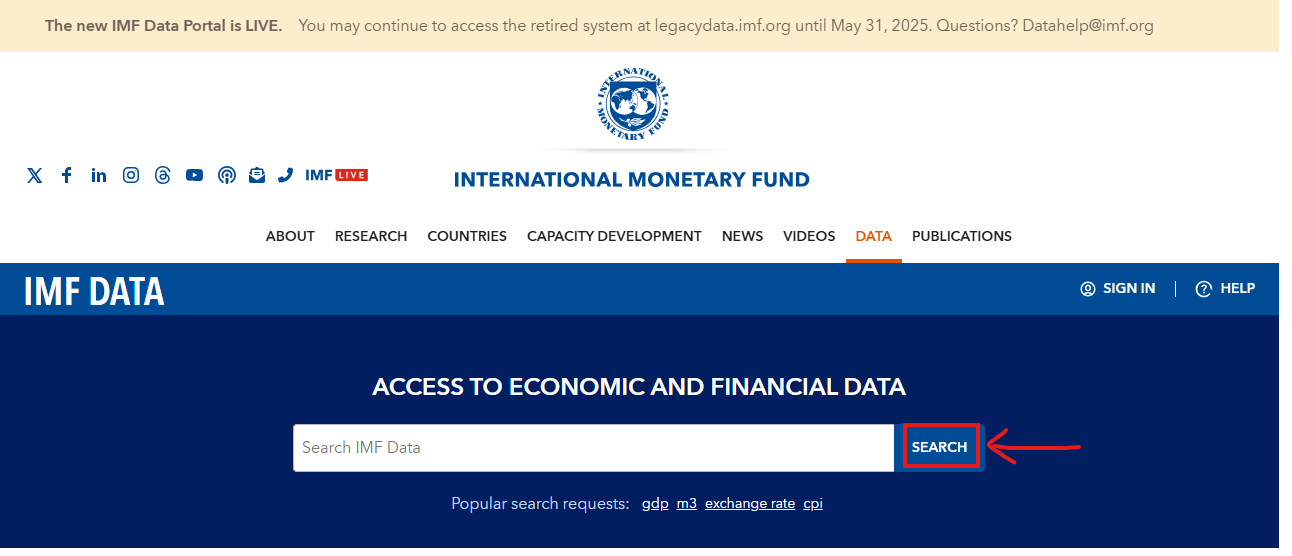 The new IMF Data Portal is LIVE. You may continue to access the retired system at legacydata.imf.org until May 31, 2025. Questions? Datahelp@imf.org
INTERNATIONAL MONETARY FUND
IMF LIVE
INTERNATIONAL MONETARY FUND
ABOUT RESEARCH COUNTRIES CAPACITY DEVELOPMENT NEWS VIDEOS DATA PUBLICATIONS
IMF DATA
SIGN IN | HELP
ACCESS TO ECONOMIC AND FINANCIAL DATA
Search IMF Data SEARCH
Popular search requests: gdp m3 exchange rate cpi